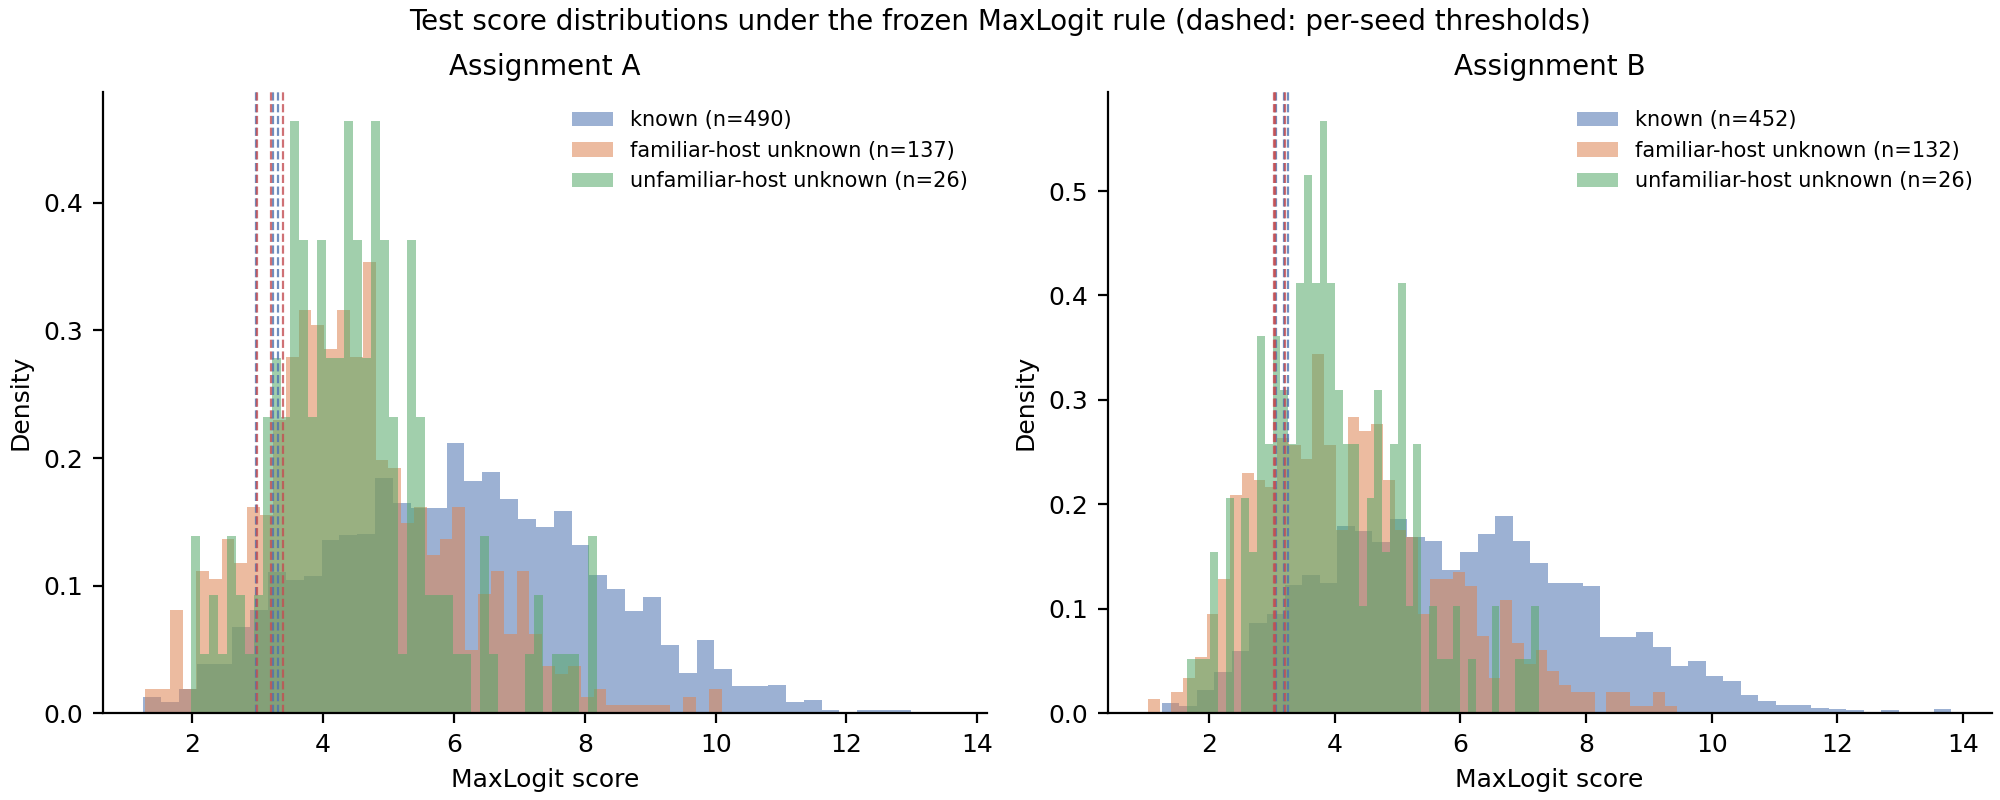 Test score distributions under the frozen MaxLogit rule (dashed: per-seed thresholds)
Assignment A
known (n=490)
familiar-host unknown (n=137)
unfamiliar-host unknown (n=26)
Density
0.4
0.3
0.2
0.1
0.0
2 4 6 8 10 12 14
MaxLogit score
Assignment B
known (n=452)
familiar-host unknown (n=132)
unfamiliar-host unknown (n=26)
Density
0.5
0.4
0.3
0.2
0.1
0.0
2 4 6 8 10 12 14
MaxLogit score